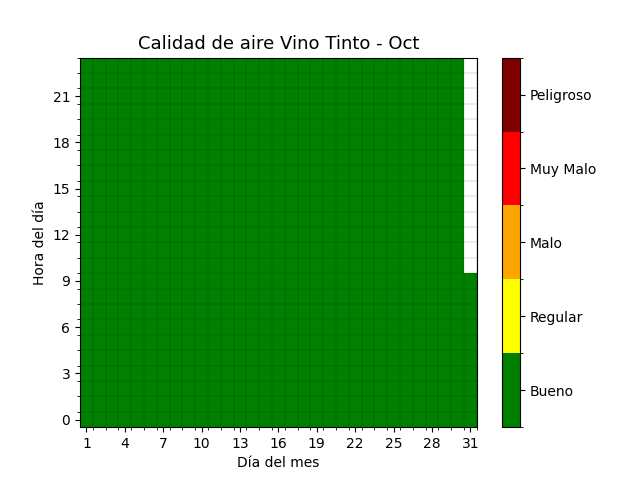 Calidad de aire Vino Tinto - Oct
Hora del día
21
18
15
12
9
6
3
0
1 4 7 10 13 16 19 22 25 28 31
Día del mes
Peligroso
Muy Malo
Malo
Regular
Bueno